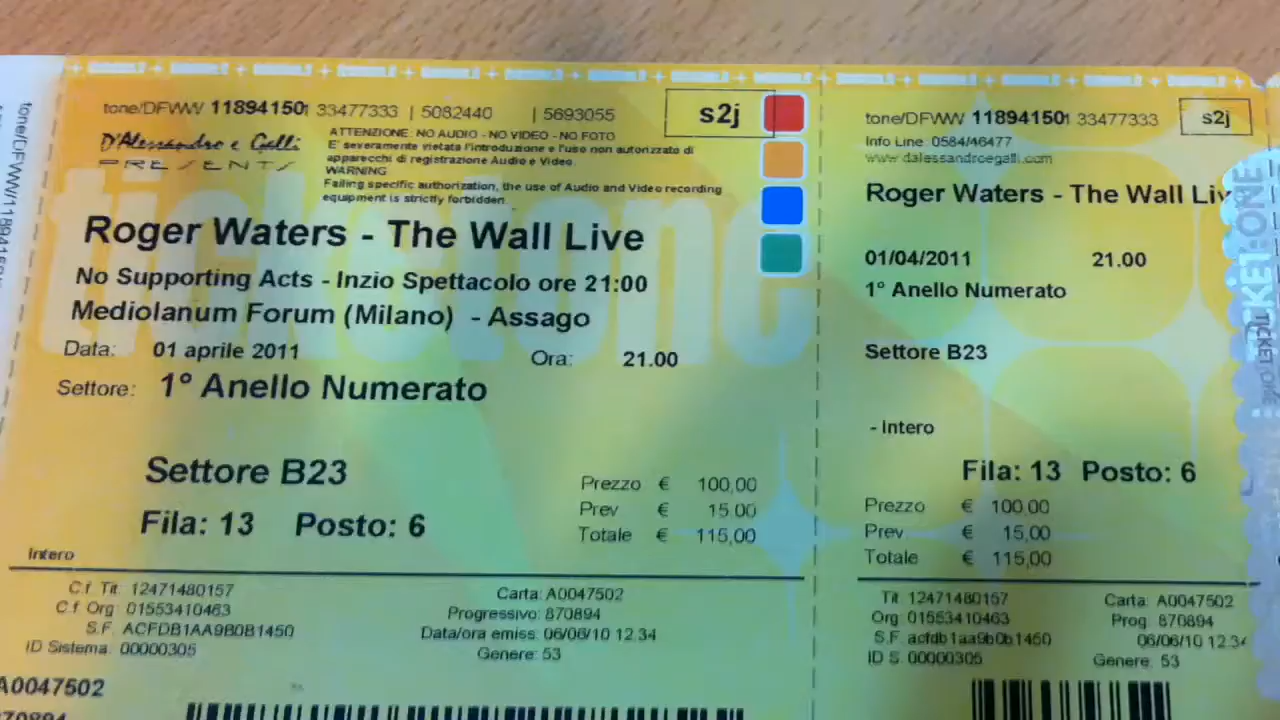 tone/DFWW 11894150 33477333 | 5082440 | 5693055
s2j
D'Alessandro e Galli
PRESENTS
ATTENZIONE: NO AUDIO - NO VIDEO - NO FOTO
E' severamente vietata l'introduzione e l'uso non autorizzato di
apparecchi di registrazione Audio e Video.
WARNING
Failing specific authorization, the use of Audio and Video recording
equipment is strictly forbidden.
ticketone
Roger Waters - The Wall Live
No Supporting Acts - Inzio Spettacolo ore 21:00
Mediolanum Forum (Milano) - Assago
Data: 01 aprile 2011 Ora: 21.00
Settore: 1° Anello Numerato
Settore B23
Fila: 13 Posto: 6
Prezzo € 100,00
Prev € 15.00
Totale € 115,00
Intero
C.f. Tit: 12471480157
C.f. Org: 01553410463
S.F. ACFDB1AA9B0B1450
ID Sistema: 00000305
Carta: A0047502
Progressivo: 870894
Data/ora emiss: 06/06/10 12.34
Genere: 53
A0047502
870894
tone/DFWW 11894150 33477333
s2j
Info Line: 0584/46477
www.dalessandroegalli.com
Roger Waters - The Wall Liv
01/04/2011 21.00
1° Anello Numerato
Settore B23
- Intero
Fila: 13 Posto: 6
Prezzo € 100,00
Prev € 15,00
Totale € 115,00
Tit: 12471480157
Org: 01553410463
S.F. acfdb1aa9b0b1450
ID S. 00000305
Carta: A0047502
Prog: 870894
06/06/10 12:34
Genere: 53
TICKET ONE